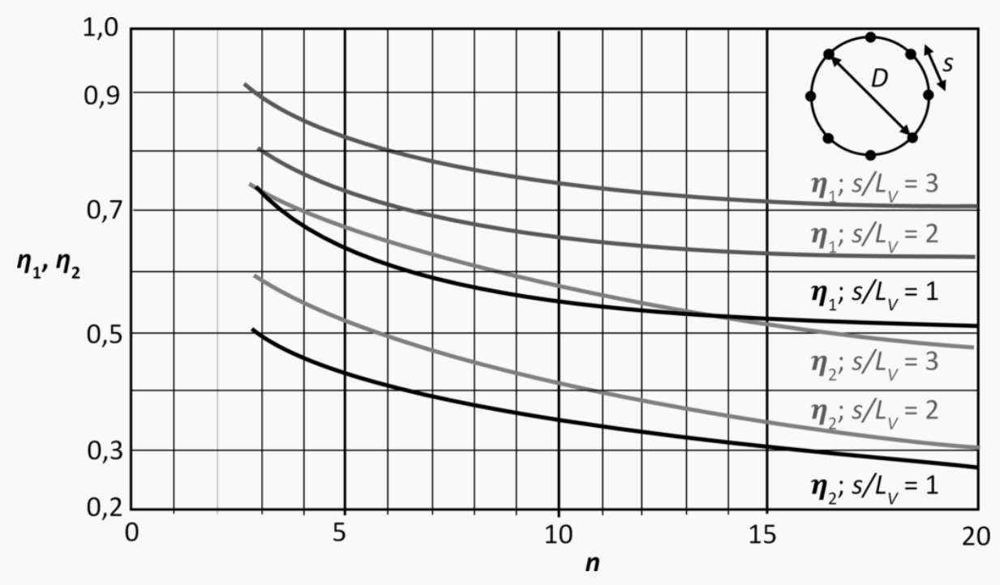 1,0
0,9
0,7
0,5
0,3
0,2
η1, η2
0
5
10
15
20
n
D
s
η1; s/LV = 3
η1; s/LV = 2
η1; s/LV = 1
η2; s/LV = 3
η2; s/LV = 2
η2; s/LV = 1